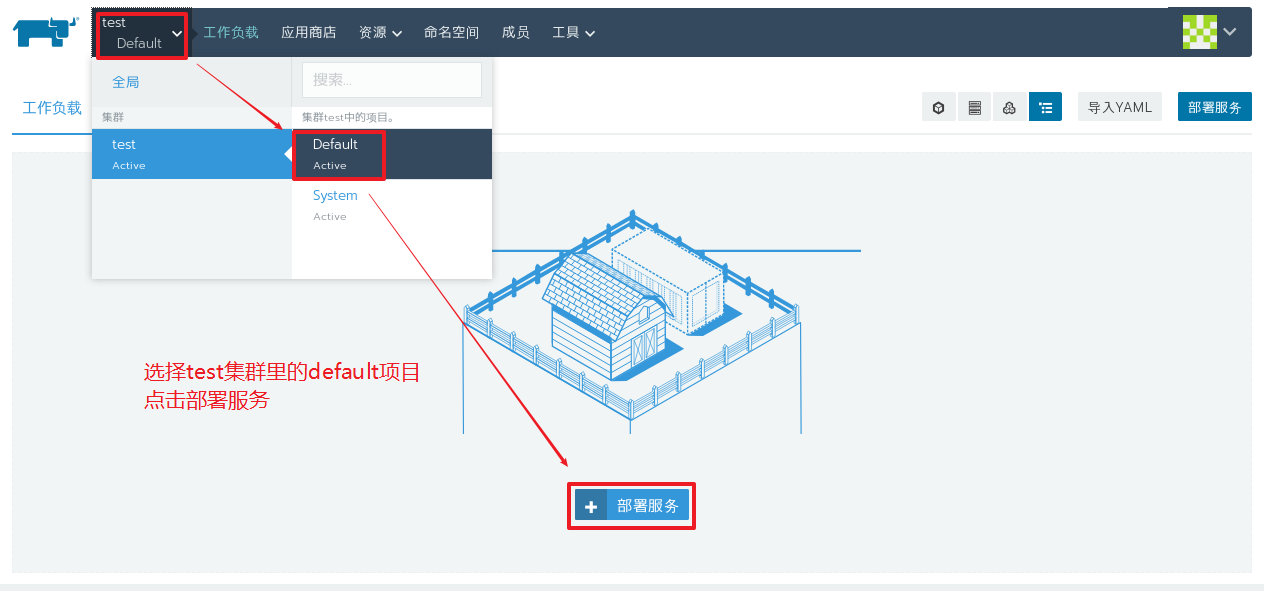 test
Default
工作负载
应用商店
资源
命名空间
成员
工具
全局
搜索...
工作负载
导入YAML
部署服务
集群
集群test中的项目。
test
Active
Default
Active
System
Active
选择test集群里的default项目
点击部署服务
部署服务